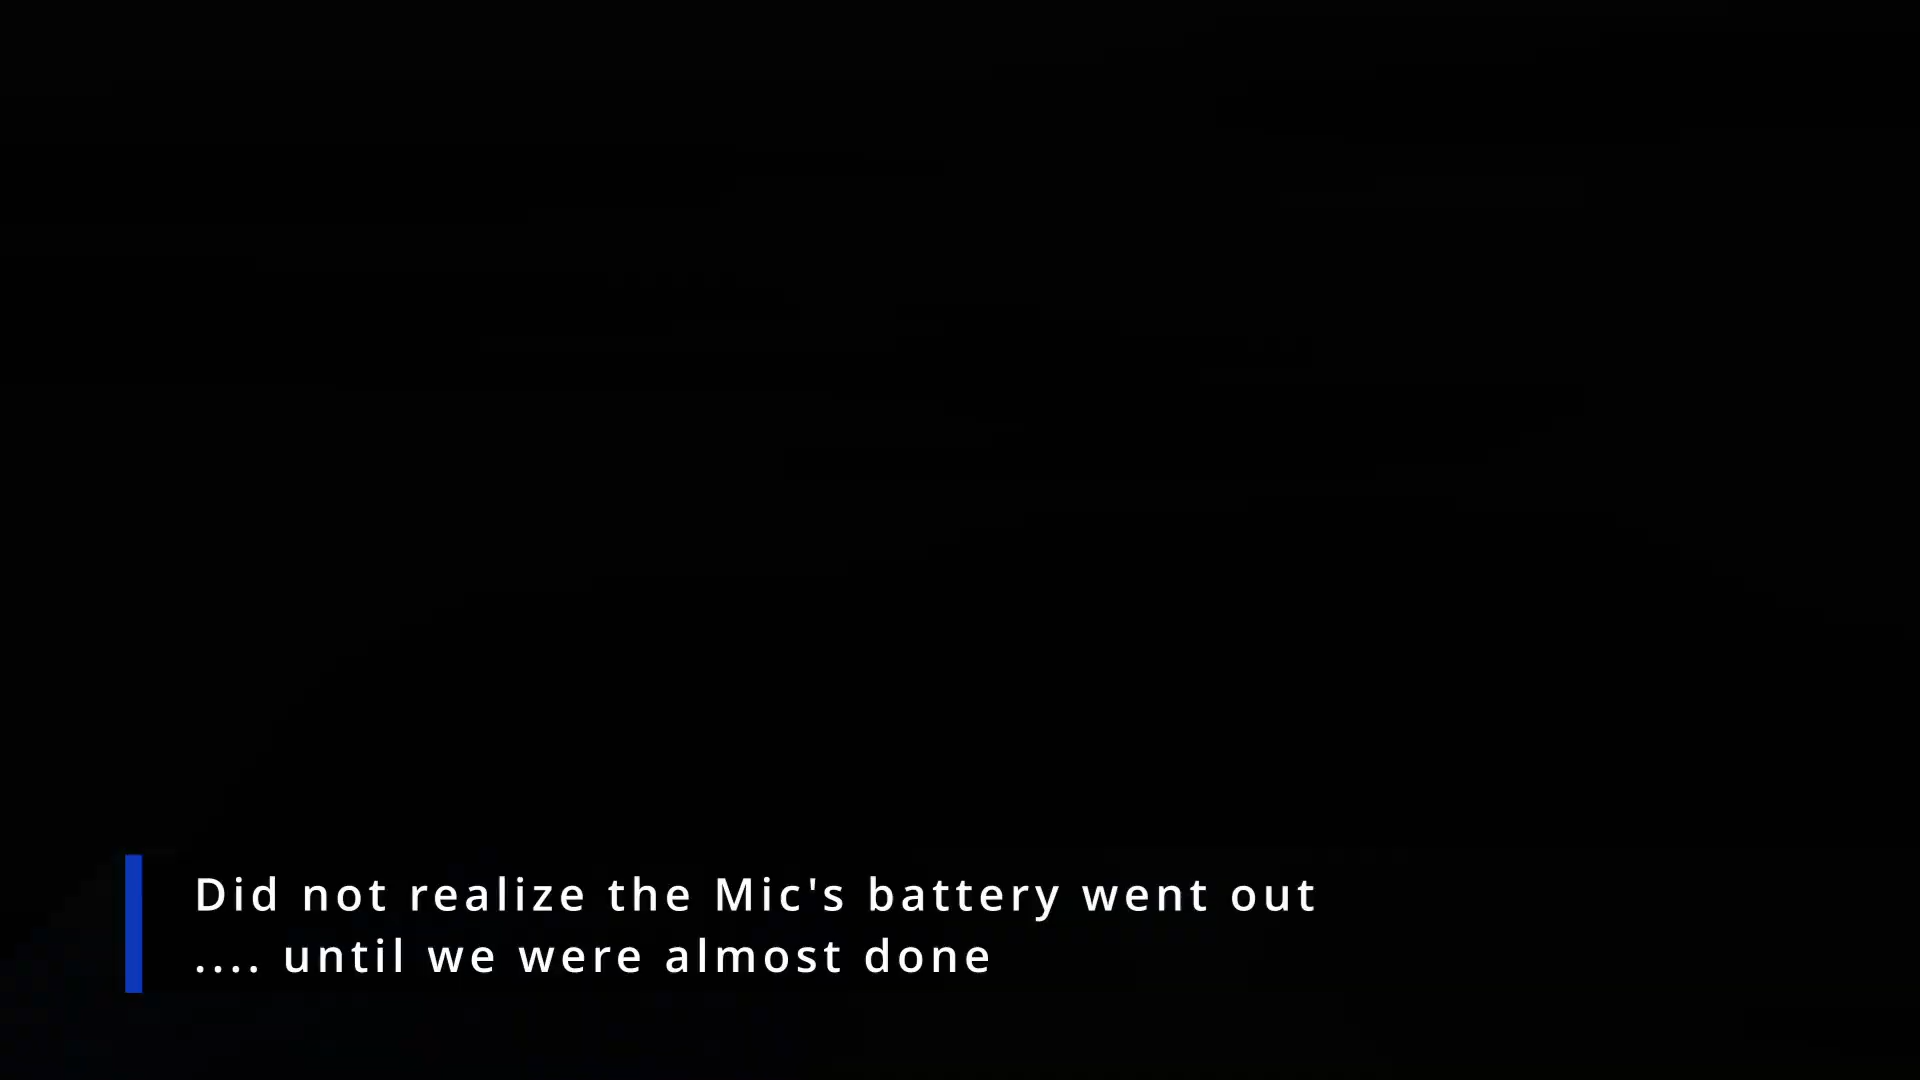 Did not realize the Mic's battery went out
.... until we were almost done